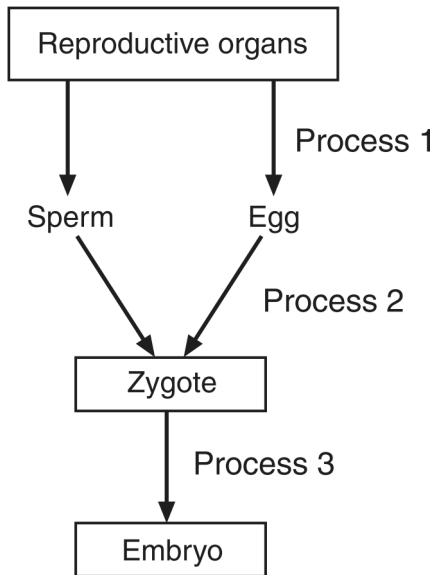 Reproductive organs
Process 1
Sperm
Egg
Process 2
Zygote
Process 3
Embryo